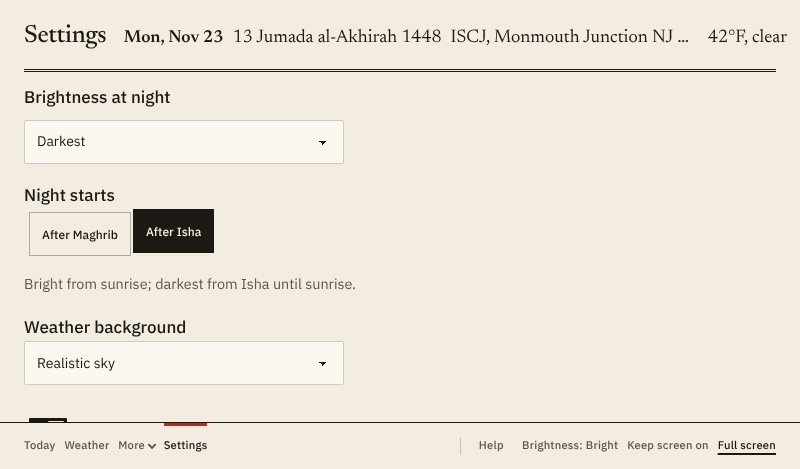 Settings Mon, Nov 23 13 Jumada al-Akhirah 1448 ISCJ, Monmouth Junction NJ ... 42°F, clear
Brightness at night
Darkest
Night starts
After Maghrib After Isha
Bright from sunrise; darkest from Isha until sunrise.
Weather background
Realistic sky
Today Weather More Settings Help Brightness: Bright Keep screen on Full screen